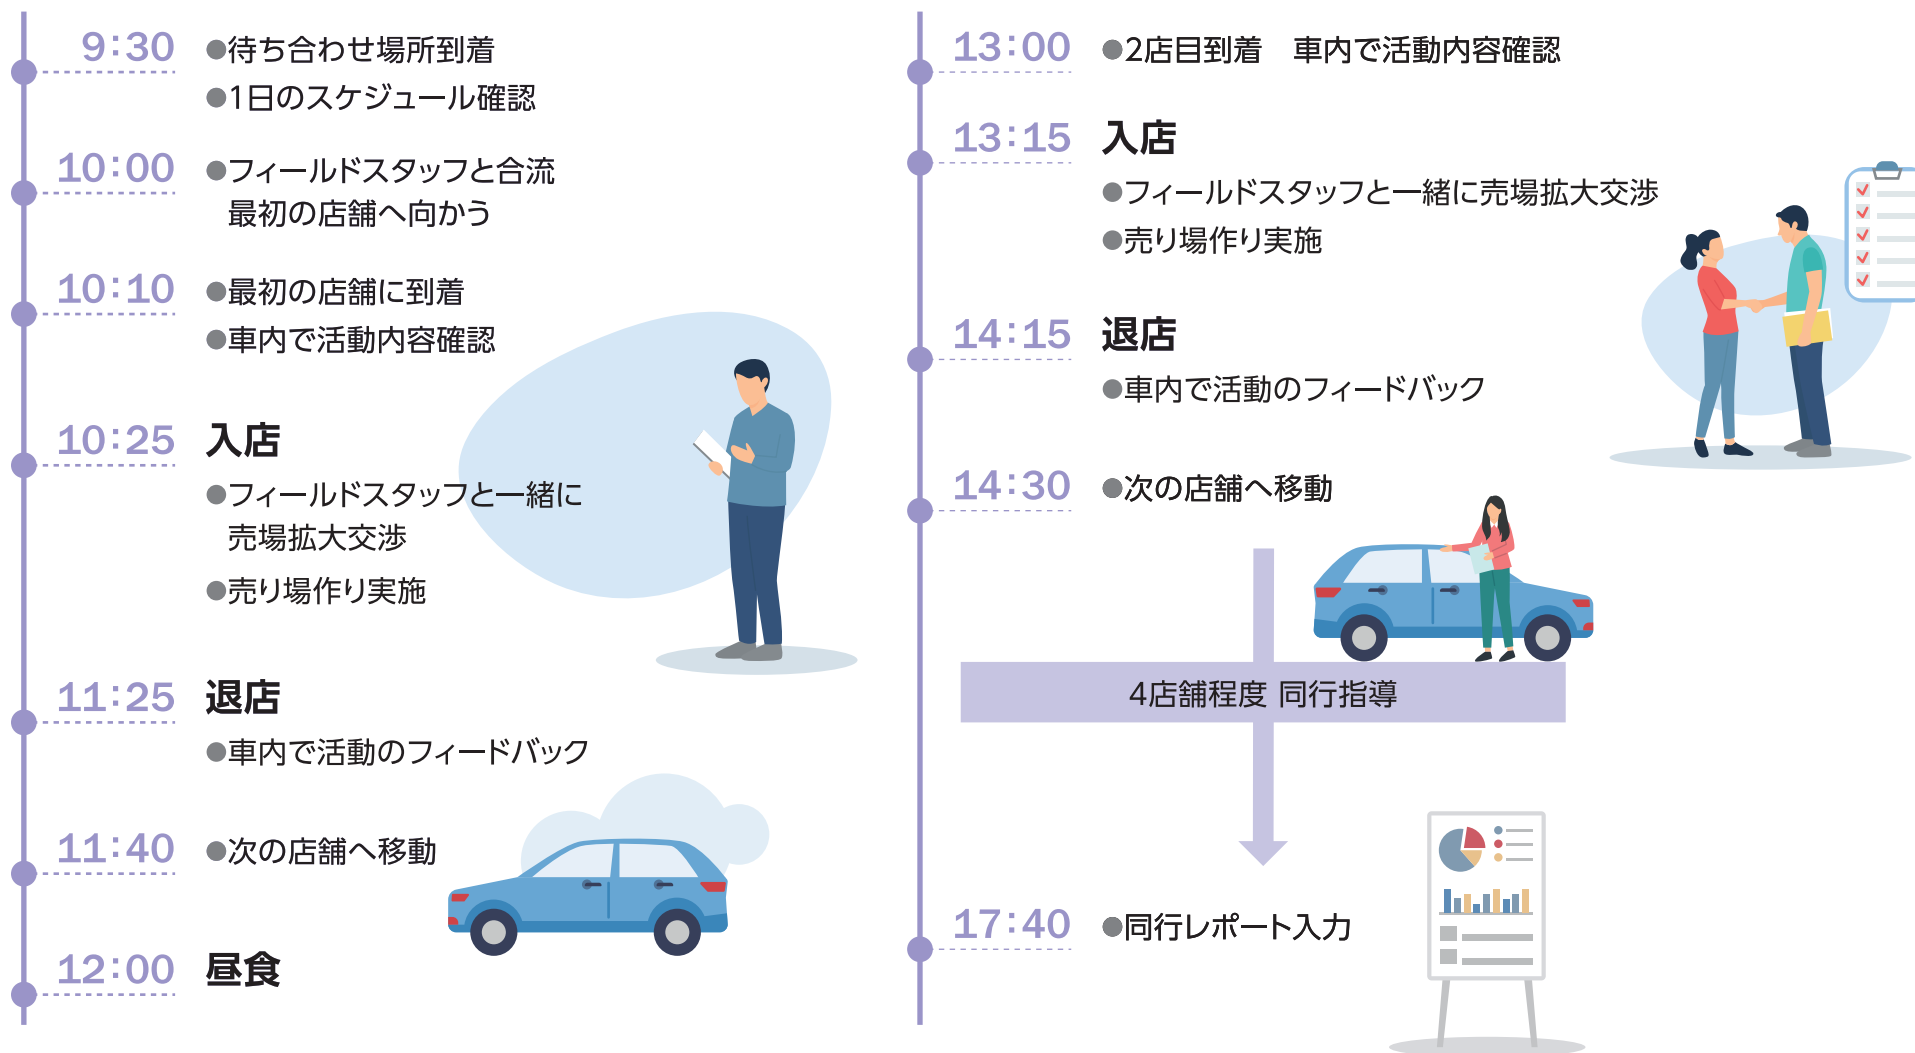 9:30
●待ち合わせ場所到着
●1日のスケジュール確認
10:00
●フィールドスタッフと合流
最初の店舗へ向かう
10:10
●最初の店舗に到着
●車内で活動内容確認
10:25
入店
●フィールドスタッフと一緒に
売場拡大交渉
●売り場作り実施
11:25
退店
●車内で活動のフィードバック
11:40
●次の店舗へ移動
12:00
昼食
13:00
●2店目到着　車内で活動内容確認
13:15
入店
●フィールドスタッフと一緒に売場拡大交渉
●売り場作り実施
14:15
退店
●車内で活動のフィードバック
14:30
●次の店舗へ移動
4店舗程度 同行指導
17:40
●同行レポート入力